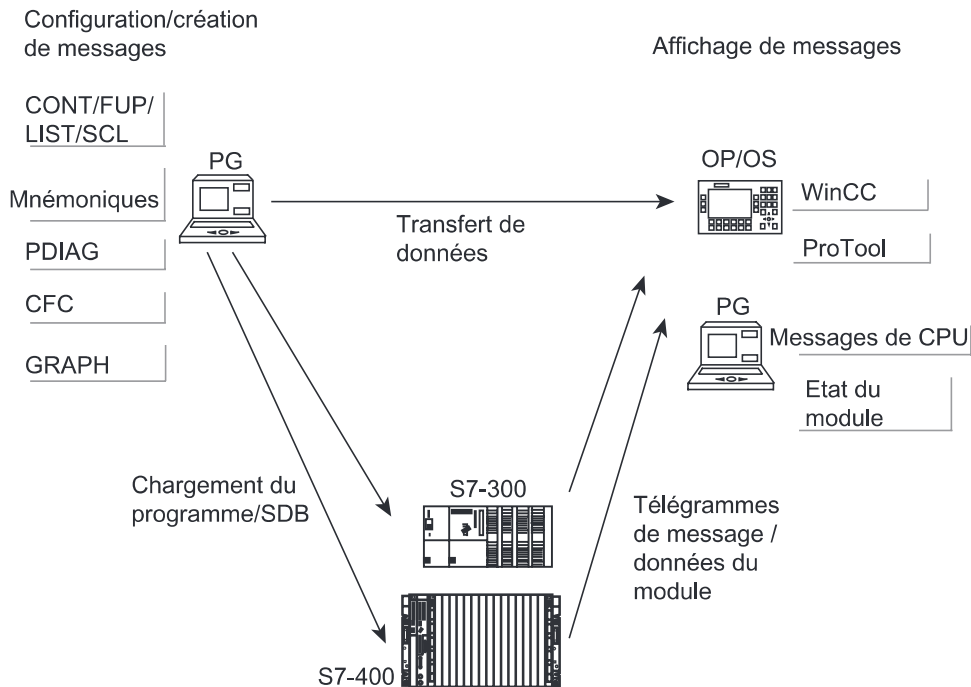 Configuration/création
de messages
Affichage de messages
CONT/FUP/
LIST/SCL
PG
OP/OS
Mnémoniques
WinCC
Transfert de
données
PDIAG
ProTool
CFC
PG
Messages de CPU
GRAPH
Etat du
module
Chargement du
programme/SDB
S7-300
Télégrammes
de message /
données du
module
S7-400